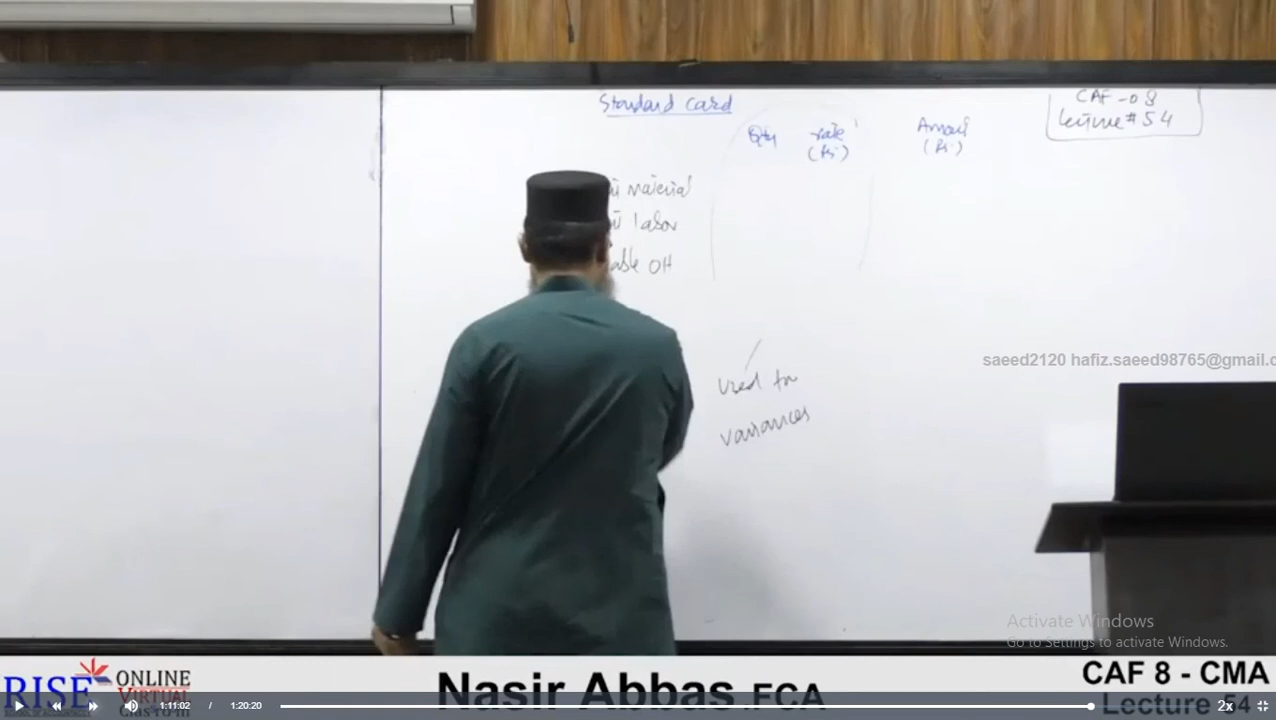 Standard card
CAF -08
Lecture # 54
Qty rate Amount
(Rs.) (Rs.)
material
labor
able OH
used for
variances
saeed2120 hafiz.saeed98765@gmail.c
Activate Windows
Go to Settings to activate Windows.
RISE ONLINE
Virtual
Nasir Abbas FCA
CAF 8 - CMA
Lecture 54
1:11:02 / 1:20:20
2x